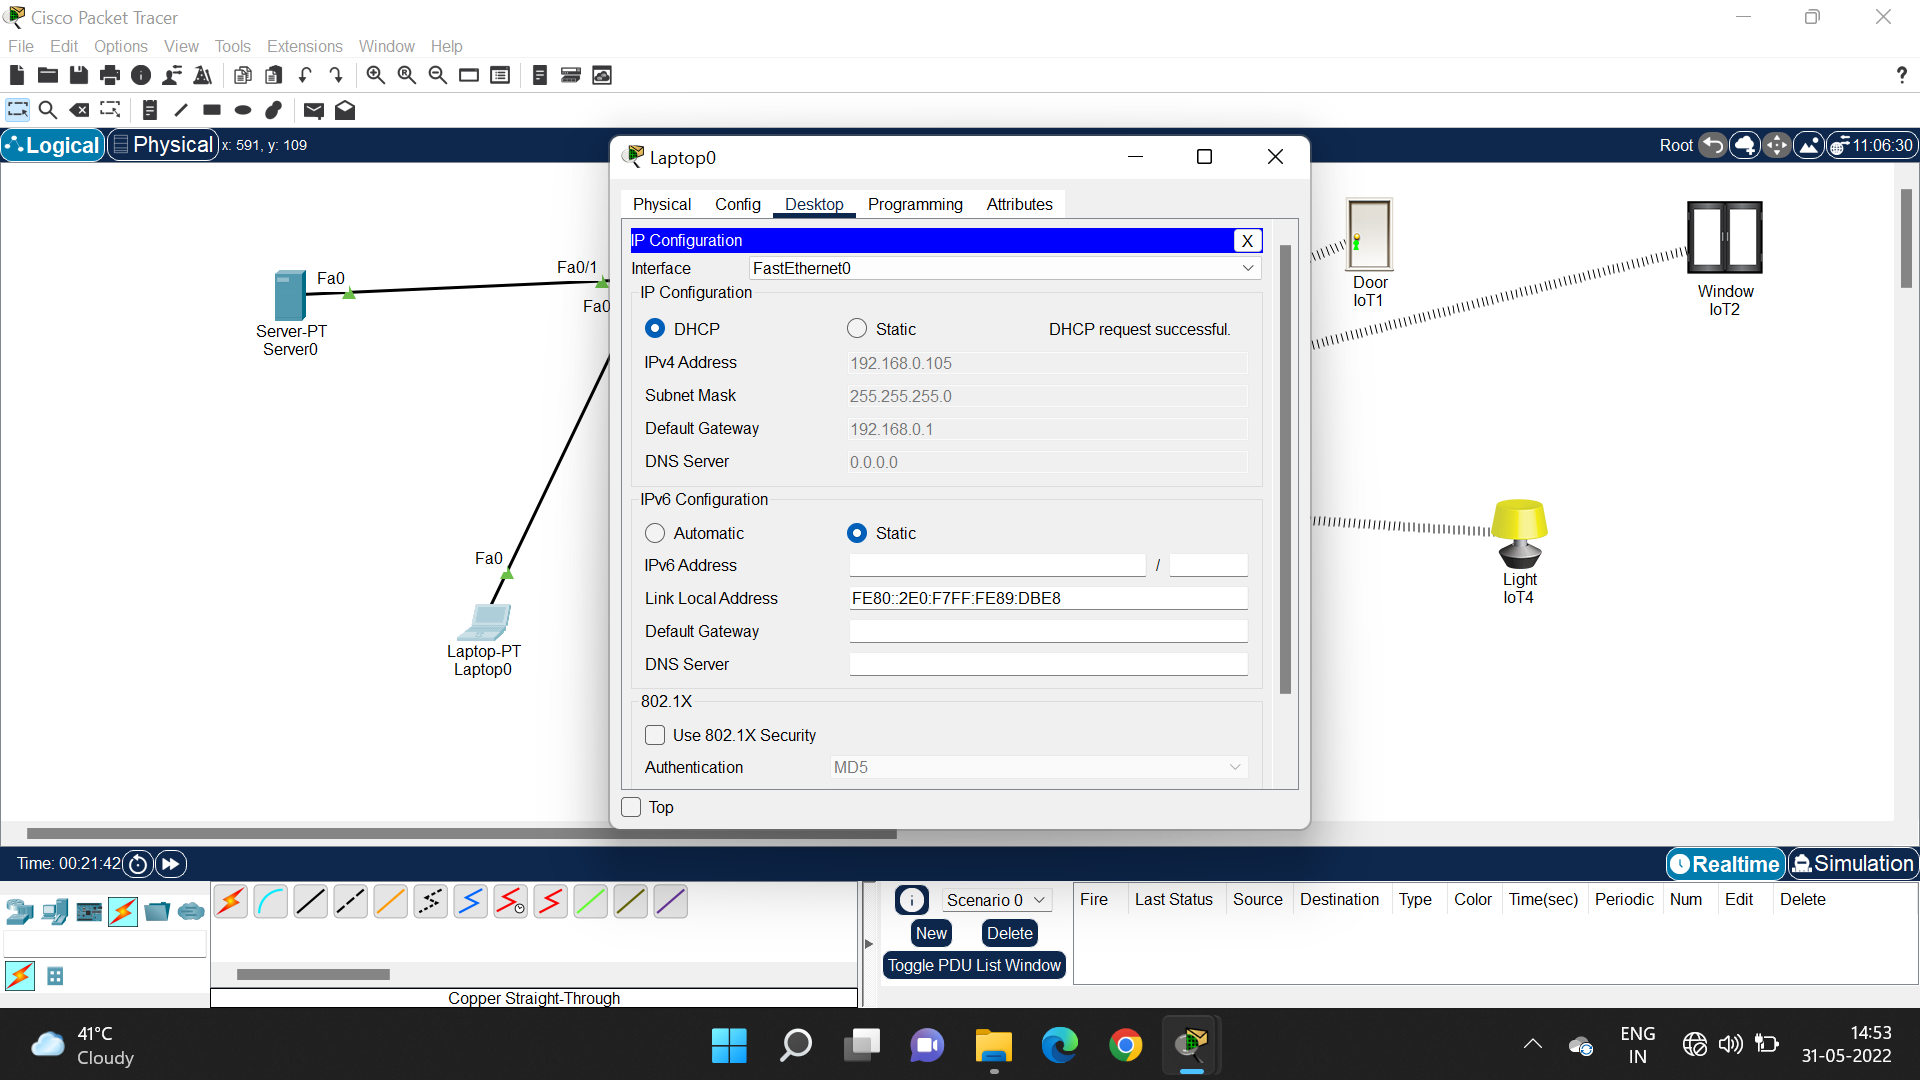 Cisco Packet Tracer
File Edit Options View Tools Extensions Window Help
?
Logical Physical x: 591, y: 109
Root 11:06:30
Laptop0
Physical Config Desktop Programming Attributes
IP Configuration X
Interface FastEthernet0
IP Configuration
DHCP Static DHCP request successful.
IPv4 Address 192.168.0.105
Subnet Mask 255.255.255.0
Default Gateway 192.168.0.1
DNS Server 0.0.0.0
IPv6 Configuration
Automatic Static
IPv6 Address /
Link Local Address FE80::2E0:F7FF:FE89:DBE8
Default Gateway
DNS Server
802.1X
Use 802.1X Security
Authentication MD5
Top
Fa0
Server-PT
Server0
Fa0/1
Fa0
Fa0
Laptop-PT
Laptop0
Door
IoT1
Window
IoT2
Light
IoT4
Time: 00:21:42
Realtime Simulation
Scenario 0
New Delete
Toggle PDU List Window
Fire Last Status Source Destination Type Color Time(sec) Periodic Num Edit Delete
Copper Straight-Through
41°C
Cloudy
ENG
IN
14:53
31-05-2022